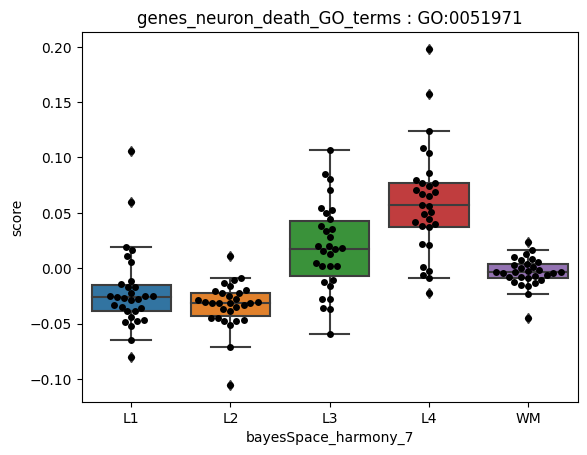 genes_neuron_death_GO_terms : GO:0051971
score
0.20
0.15
0.10
0.05
0.00
−0.05
−0.10
L1 L2 L3 L4 WM
bayesSpace_harmony_7